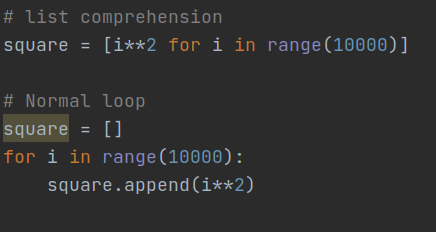 # list comprehension
square = [i**2 for i in range(10000)]
# Normal loop
square = []
for i in range(10000):
    square.append(i**2)